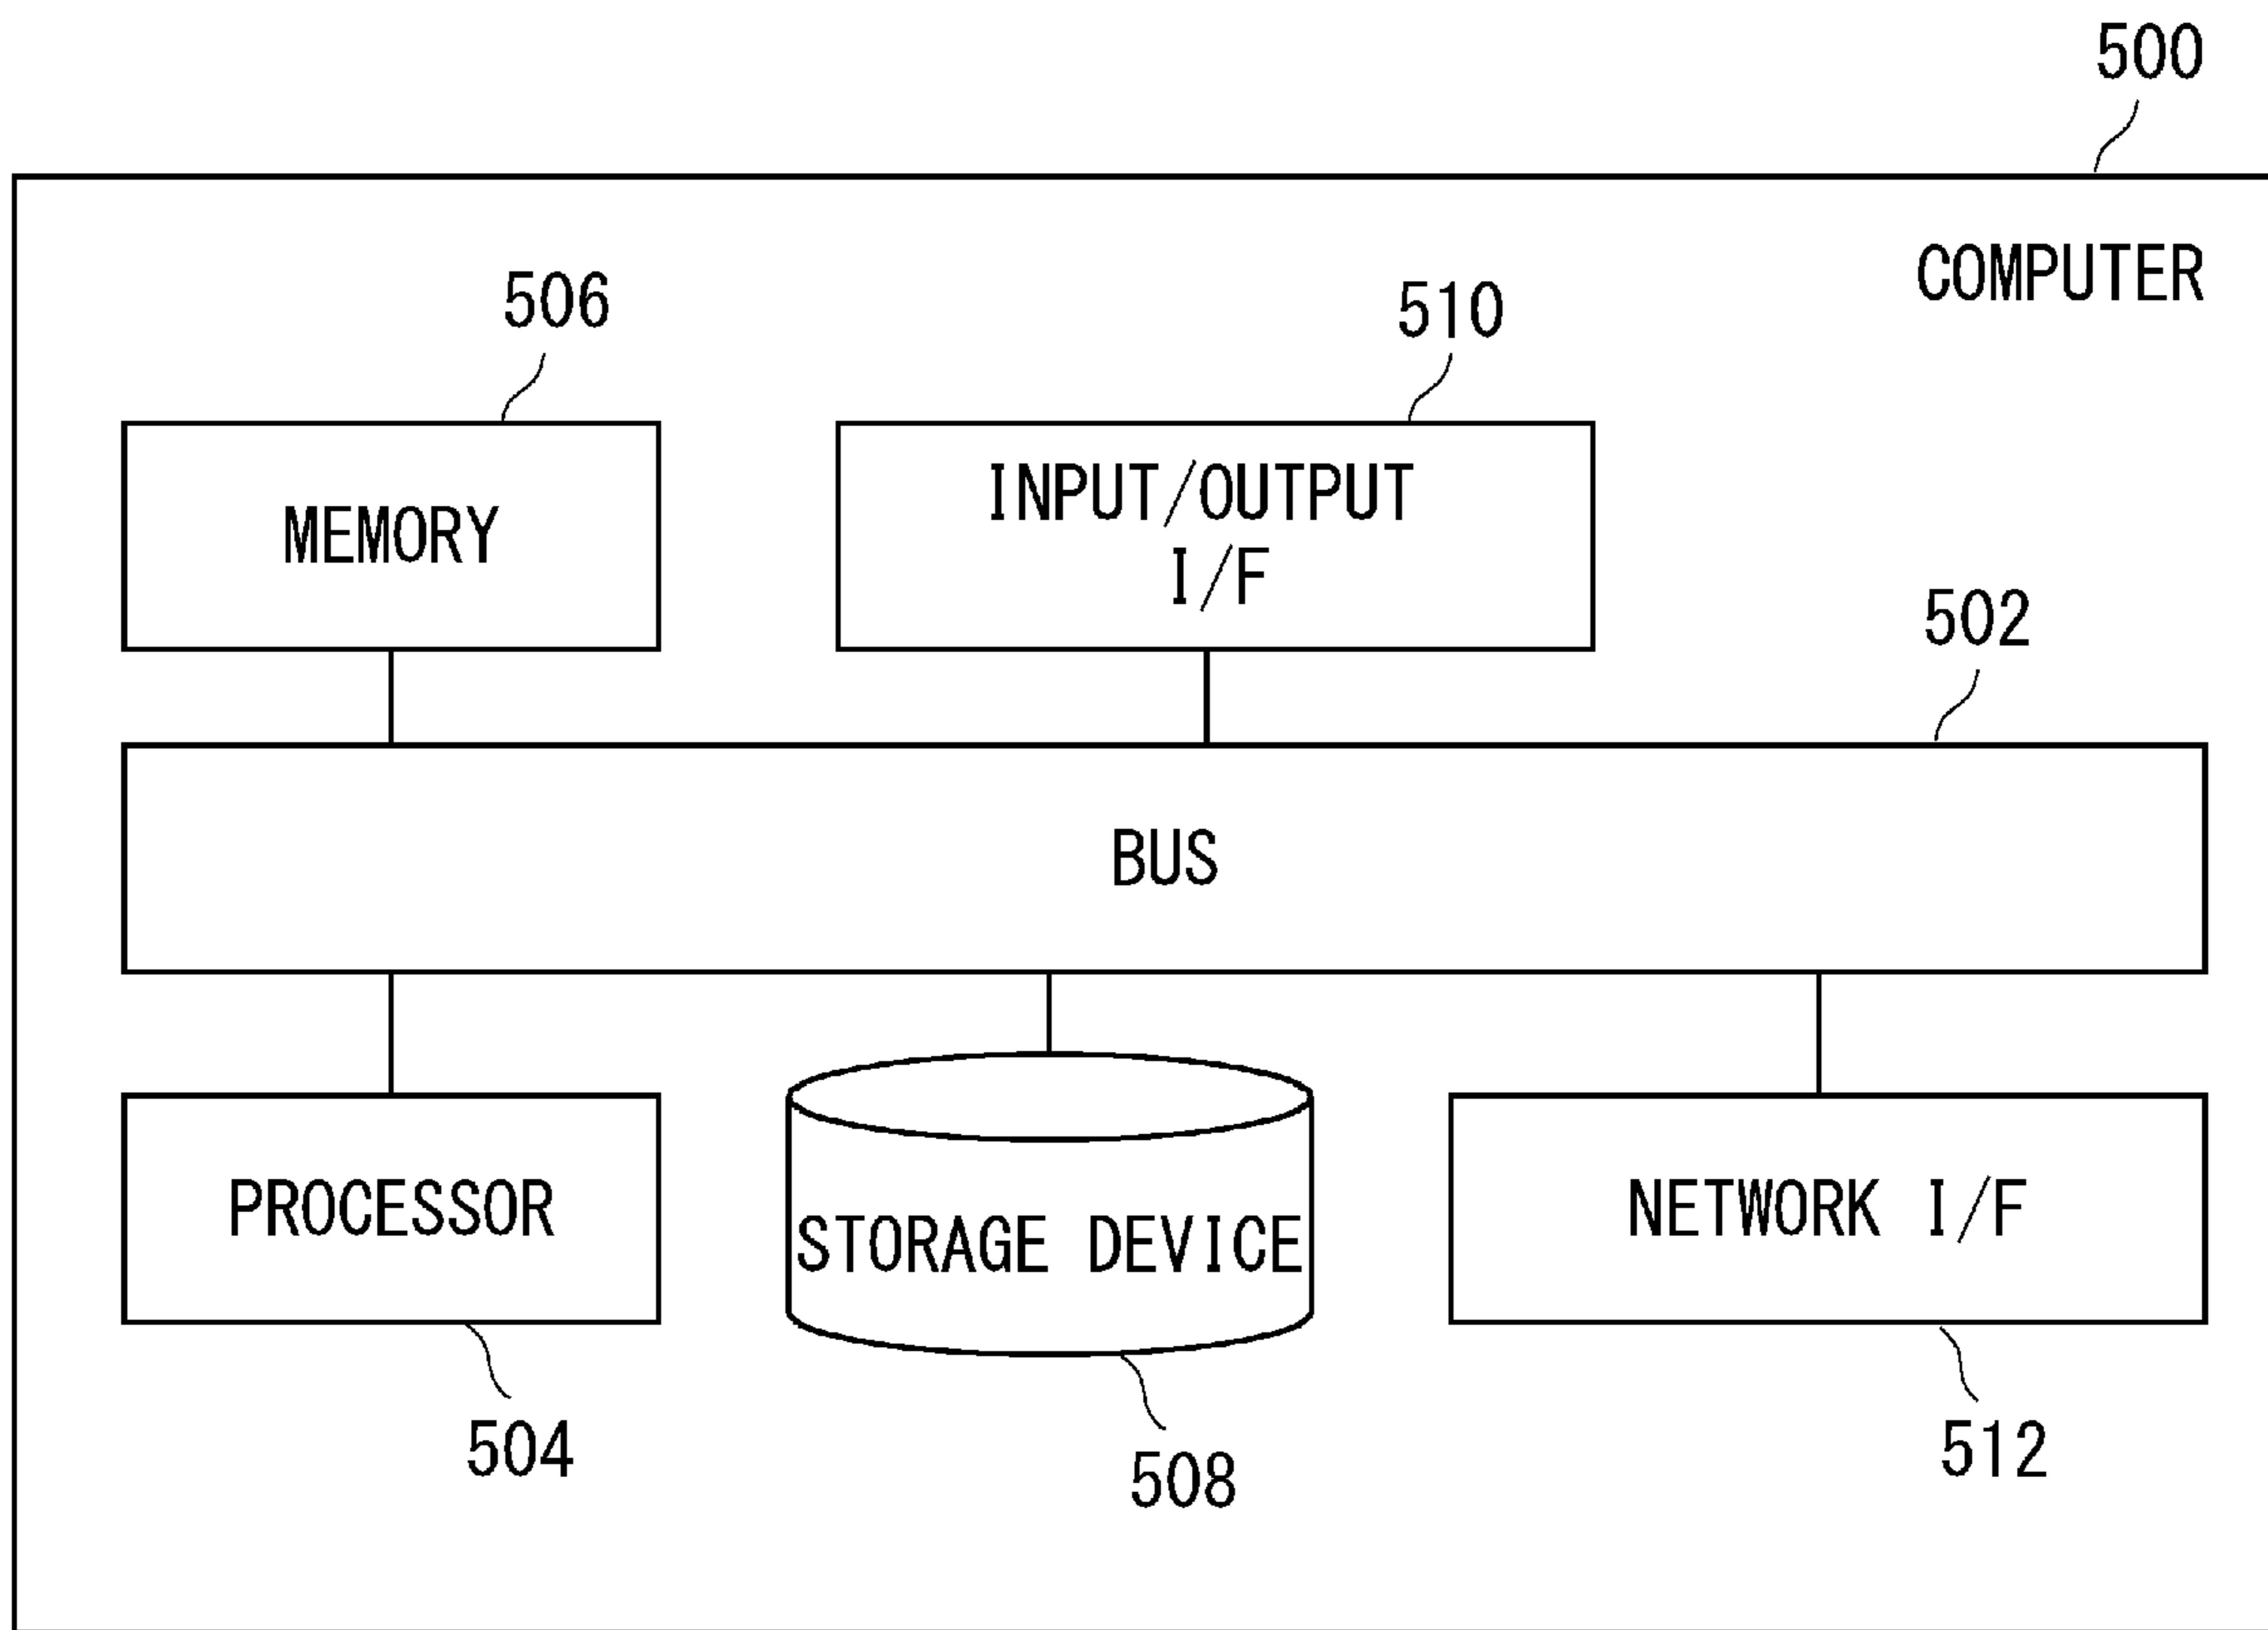 500
COMPUTER
506
510
MEMORY
INPUT/OUTPUT
I/F
502
BUS
PROCESSOR
STORAGE DEVICE
NETWORK I/F
504
508
512